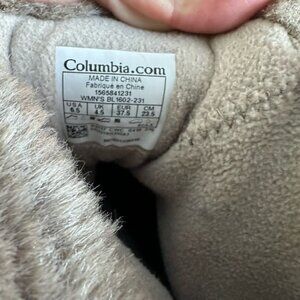 Columbia.com
MADE IN CHINA
Fabriqué en Chine
1565841231
WMN'S BL1602-231
USA UK EUR CM
6.5 4.5 37.5 23.5